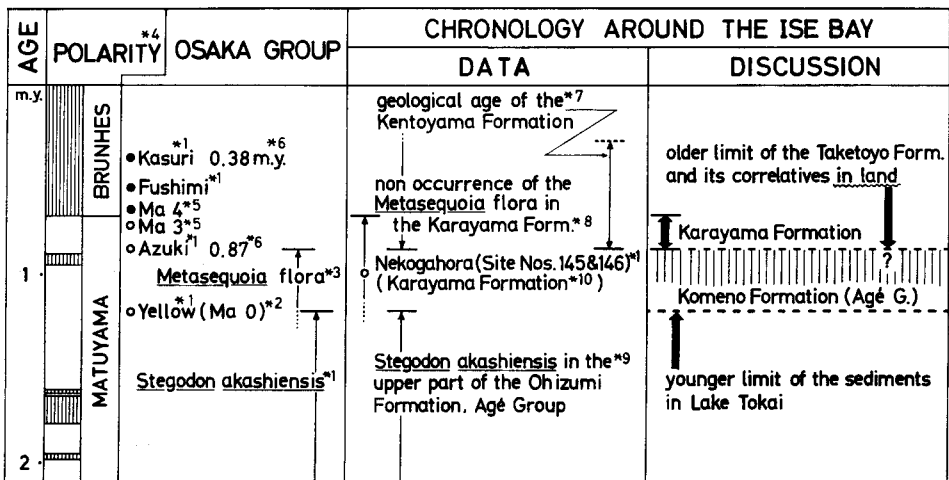 AGE
POLARITY*4
OSAKA GROUP
CHRONOLOGY AROUND THE ISE BAY
DATA
DISCUSSION
m.y.
1
2
BRUNHES
MATUYAMA
Kasuri*1 0.38 m.y.*6
Fushimi*1
Ma 4*5
Ma 3*5
Azuki*1 0.87*6
Metasequoia flora*3
Yellow*1 (Ma 0)*2
Stegodon akashiensis*1
geological age of the*7
Kentoyama Formation
non occurrence of the
Metasequoia flora in
the Karayama Form.*8
Nekogahora (Site Nos. 145&146)*1
(Karayama Formation*10)
Stegodon akashiensis in the*9
upper part of the Ohizumi
Formation, Agé Group
older limit of the Taketoyo Form.
and its correlatives in land
Karayama Formation
?
Komeno Formation (Agé G.)
younger limit of the sediments
in Lake Tokai